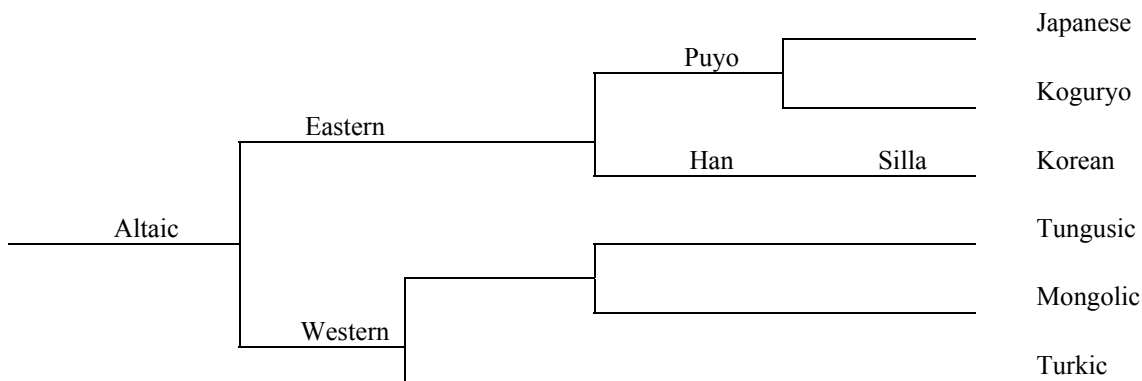 Japanese
Puyo
Koguryo
Eastern
Han Silla Korean
Altaic Tungusic
Mongolic
Western
Turkic